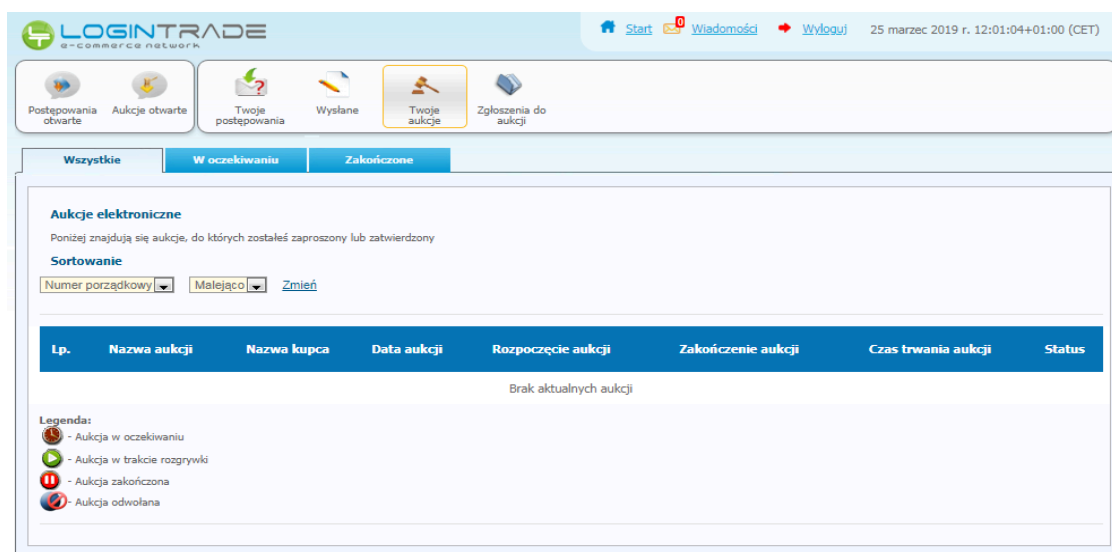 LOGINTRADE
e-commerce network
Start 0 Wiadomości Wyloguj 25 marzec 2019 r. 12:01:04+01:00 (CET)
Postępowania otwarte
Aukcje otwarte
Twoje postępowania
Wysłane
Twoje aukcje
Zgłoszenia do aukcji
Wszystkie W oczekiwaniu Zakończone
Aukcje elektroniczne
Poniżej znajdują się aukcje, do których zostałeś zaproszony lub zatwierdzony
Sortowanie
Numer porządkowy Malejąco Zmień
Lp. Nazwa aukcji Nazwa kupca Data aukcji Rozpoczęcie aukcji Zakończenie aukcji Czas trwania aukcji Status
Brak aktualnych aukcji
Legenda:
- Aukcja w oczekiwaniu
- Aukcja w trakcie rozgrywki
- Aukcja zakończona
- Aukcja odwołana